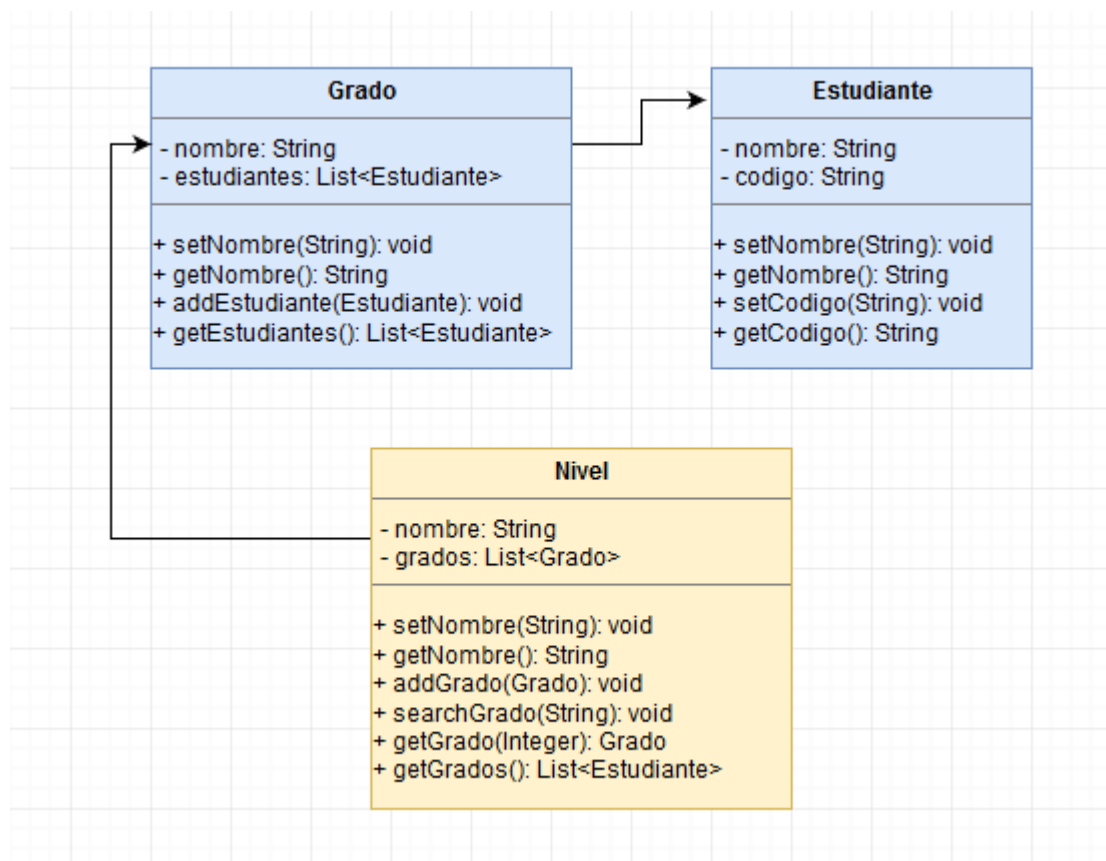 Grado
- nombre: String
- estudiantes: List<Estudiante>
+ setNombre(String): void
+ getNombre(): String
+ addEstudiante(Estudiante): void
+ getEstudiantes(): List<Estudiante>
Estudiante
- nombre: String
- codigo: String
+ setNombre(String): void
+ getNombre(): String
+ setCodigo(String): void
+ getCodigo(): String
Nivel
- nombre: String
- grados: List<Grado>
+ setNombre(String): void
+ getNombre(): String
+ addGrado(Grado): void
+ searchGrado(String): void
+ getGrado(Integer): Grado
+ getGrados(): List<Estudiante>